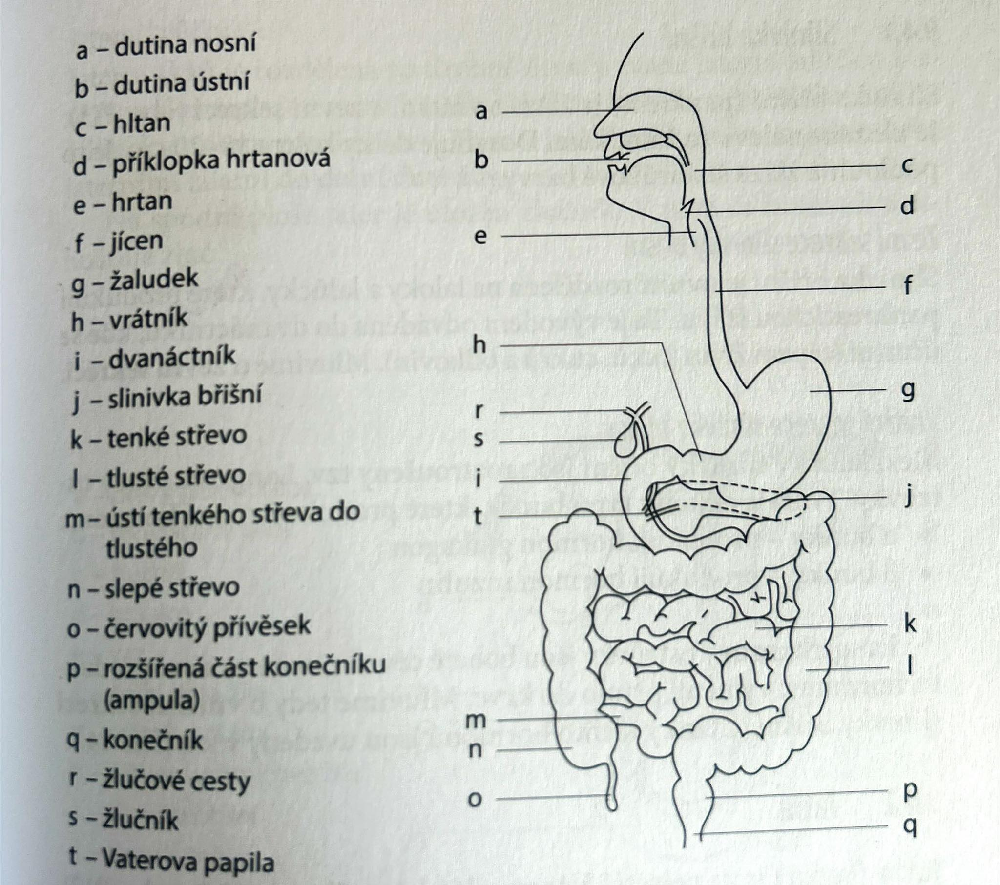 a – dutina nosní
b – dutina ústní
c – hltan
d – příklopka hrtanová
e – hrtan
f – jícen
g – žaludek
h – vrátník
i – dvanáctník
j – slinivka břišní
k – tenké střevo
l – tlusté střevo
m – ústí tenkého střeva do
tlustého
n – slepé střevo
o – červovitý přívěsek
p – rozšířená část konečníku
(ampula)
q – konečník
r – žlučové cesty
s – žlučník
t – Vaterova papila
a
b
c
d
e
f
h
g
r
s
i
j
t
k
l
m
n
o
p
q